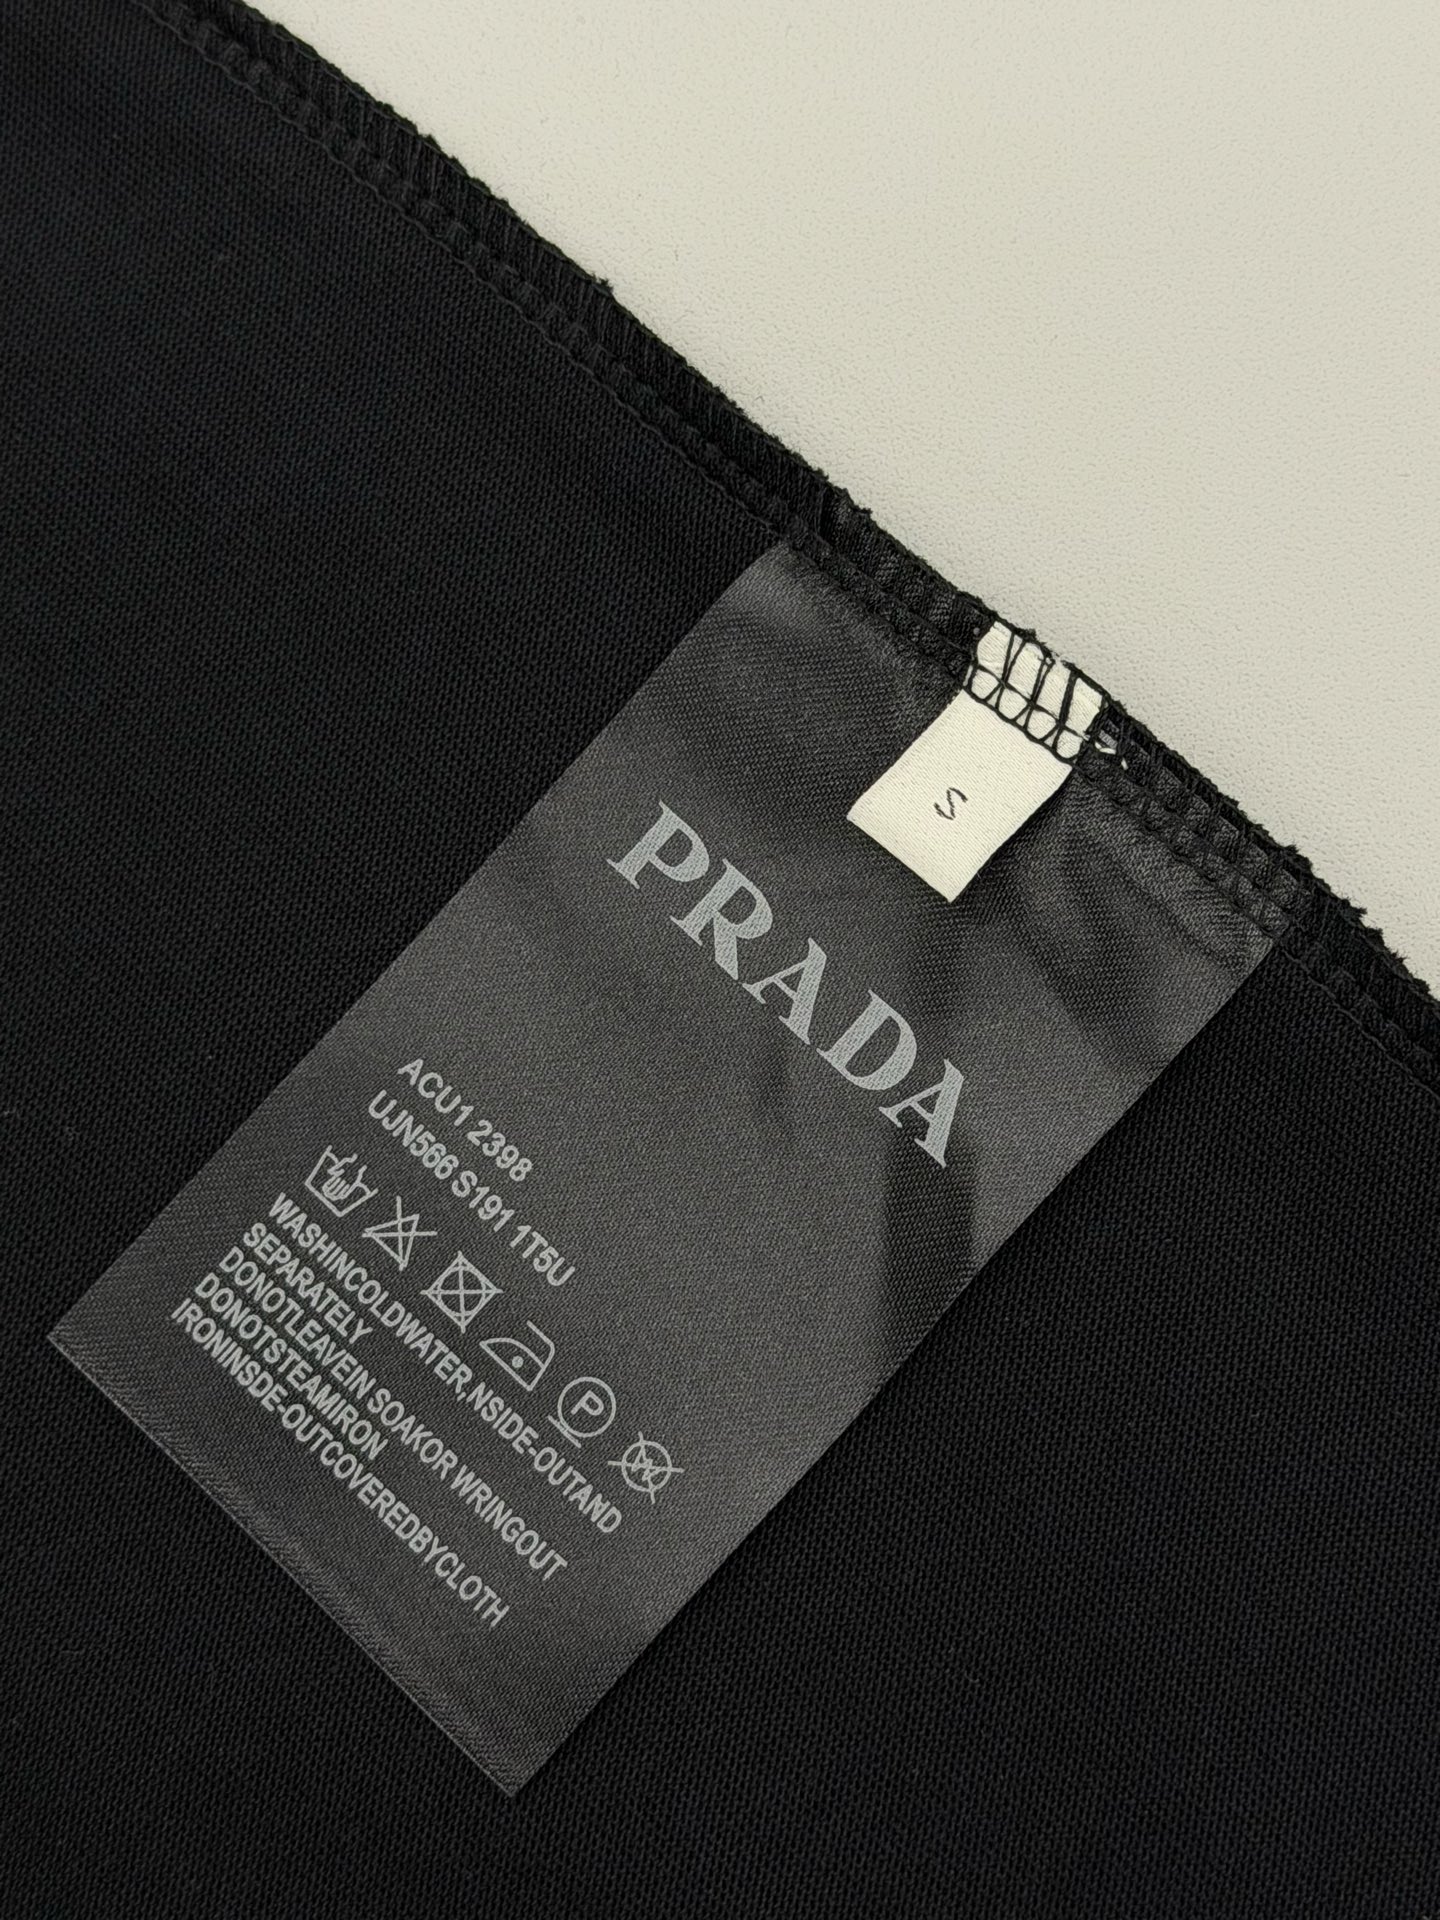 S
PRADA
ACU1 2398
UJN566 S191 1T5U
P
WASHINCOLDWATER,NSIDE-OUTAND
SEPARATELY
DONOTLEAVEIN SOAKOR WRINGOUT
DONOTSTEAMIRON
IRONINSDE-OUTCOVEREDBYCLOTH